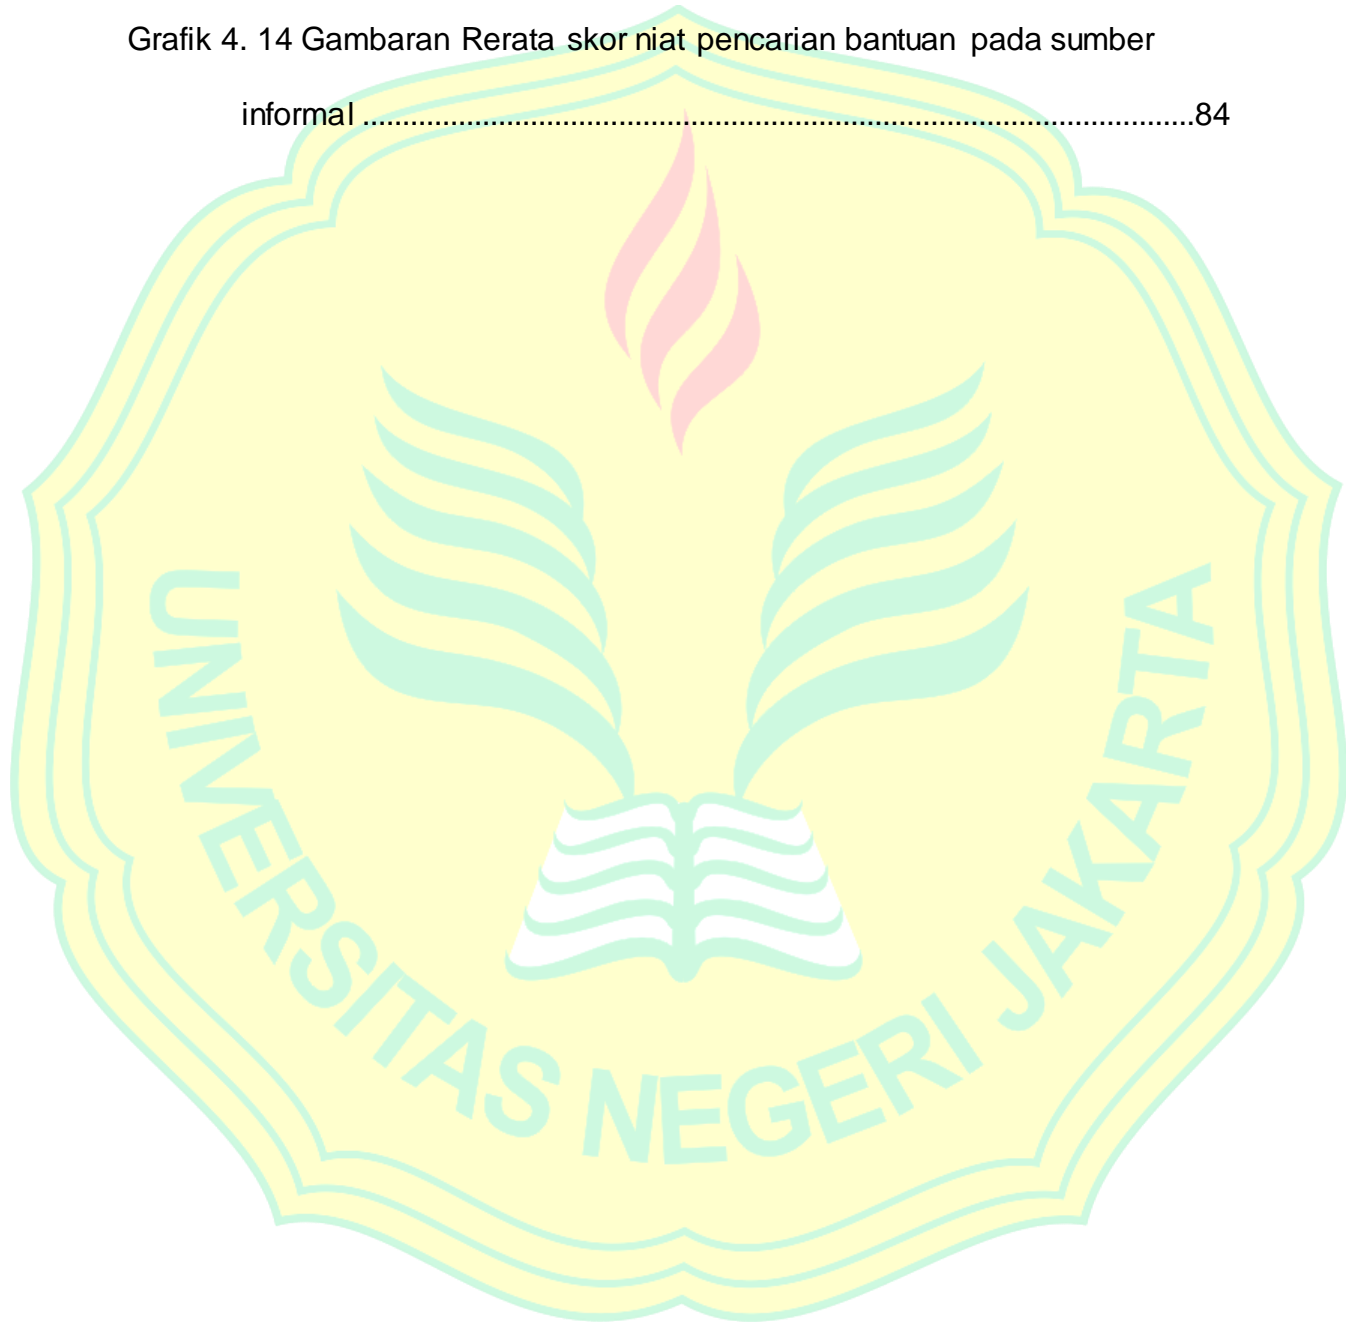 Grafik 4. 14 Gambaran Rerata skor niat pencarian bantuan pada sumber
informal ..........................................................................................84
UNIVERSITAS NEGERI JAKARTA